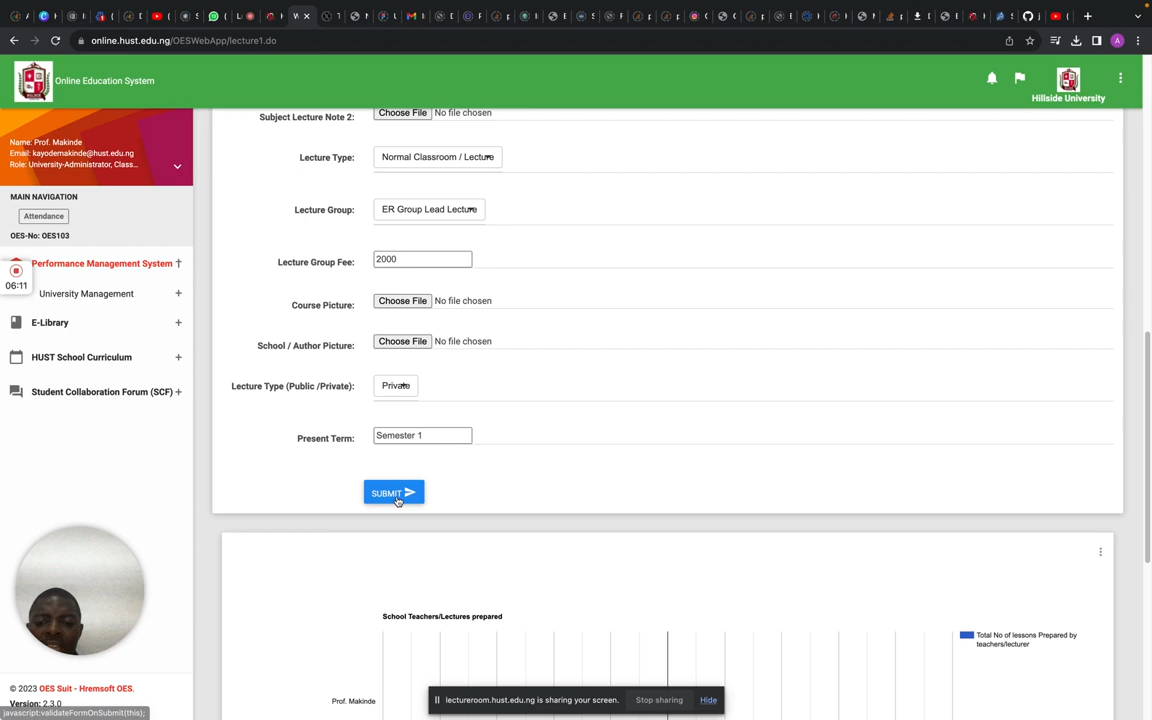 online.hust.edu.ng/OESWebApp/lecture1.do
A
Online Education System
Hillside University
Name: Prof. Makinde
Email: kayodemakinde@hust.edu.ng
Role: University-Administrator, Class...
MAIN NAVIGATION
Attendance
OES-No: OES103
Performance Management System
06:11
University Management
E-Library
HUST School Curriculum
Student Collaboration Forum (SCF)
Subject Lecture Note 2: Choose File No file chosen
Lecture Type: Normal Classroom / Lecture
Lecture Group: ER Group Lead Lecture
Lecture Group Fee: 2000
Course Picture: Choose File No file chosen
School / Author Picture: Choose File No file chosen
Lecture Type (Public /Private): Private
Present Term: Semester 1
SUBMIT
School Teachers/Lectures prepared
Total No of lessons Prepared by
teachers/lecturer
Prof. Makinde
lectureroom.hust.edu.ng is sharing your screen. Stop sharing Hide
© 2023 OES Suit - Hremsoft OES.
Version: 2.3.0
javascript:validateFormOnSubmit(this);